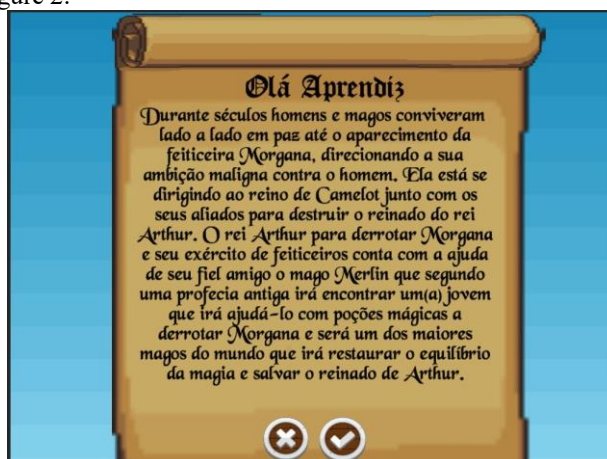 gure 2.
Olá Aprendiz
Durante séculos homens e magos conviveram
lado a lado em paz até o aparecimento da
feiticeira Morgana, direcionando a sua
ambição maligna contra o homem. Ela está se
dirigindo ao reino de Camelot junto com os
seus aliados para destruir o reinado do rei
Arthur. O rei Arthur para derrotar Morgana
e seu exército de feiticeiros conta com a ajuda
de seu fiel amigo o mago Merlin que segundo
uma profecia antiga irá encontrar um(a) jovem
que irá ajudá-lo com poções mágicas a
derrotar Morgana e será um dos maiores
magos do mundo que irá restaurar o equilíbrio
da magia e salvar o reinado de Arthur.